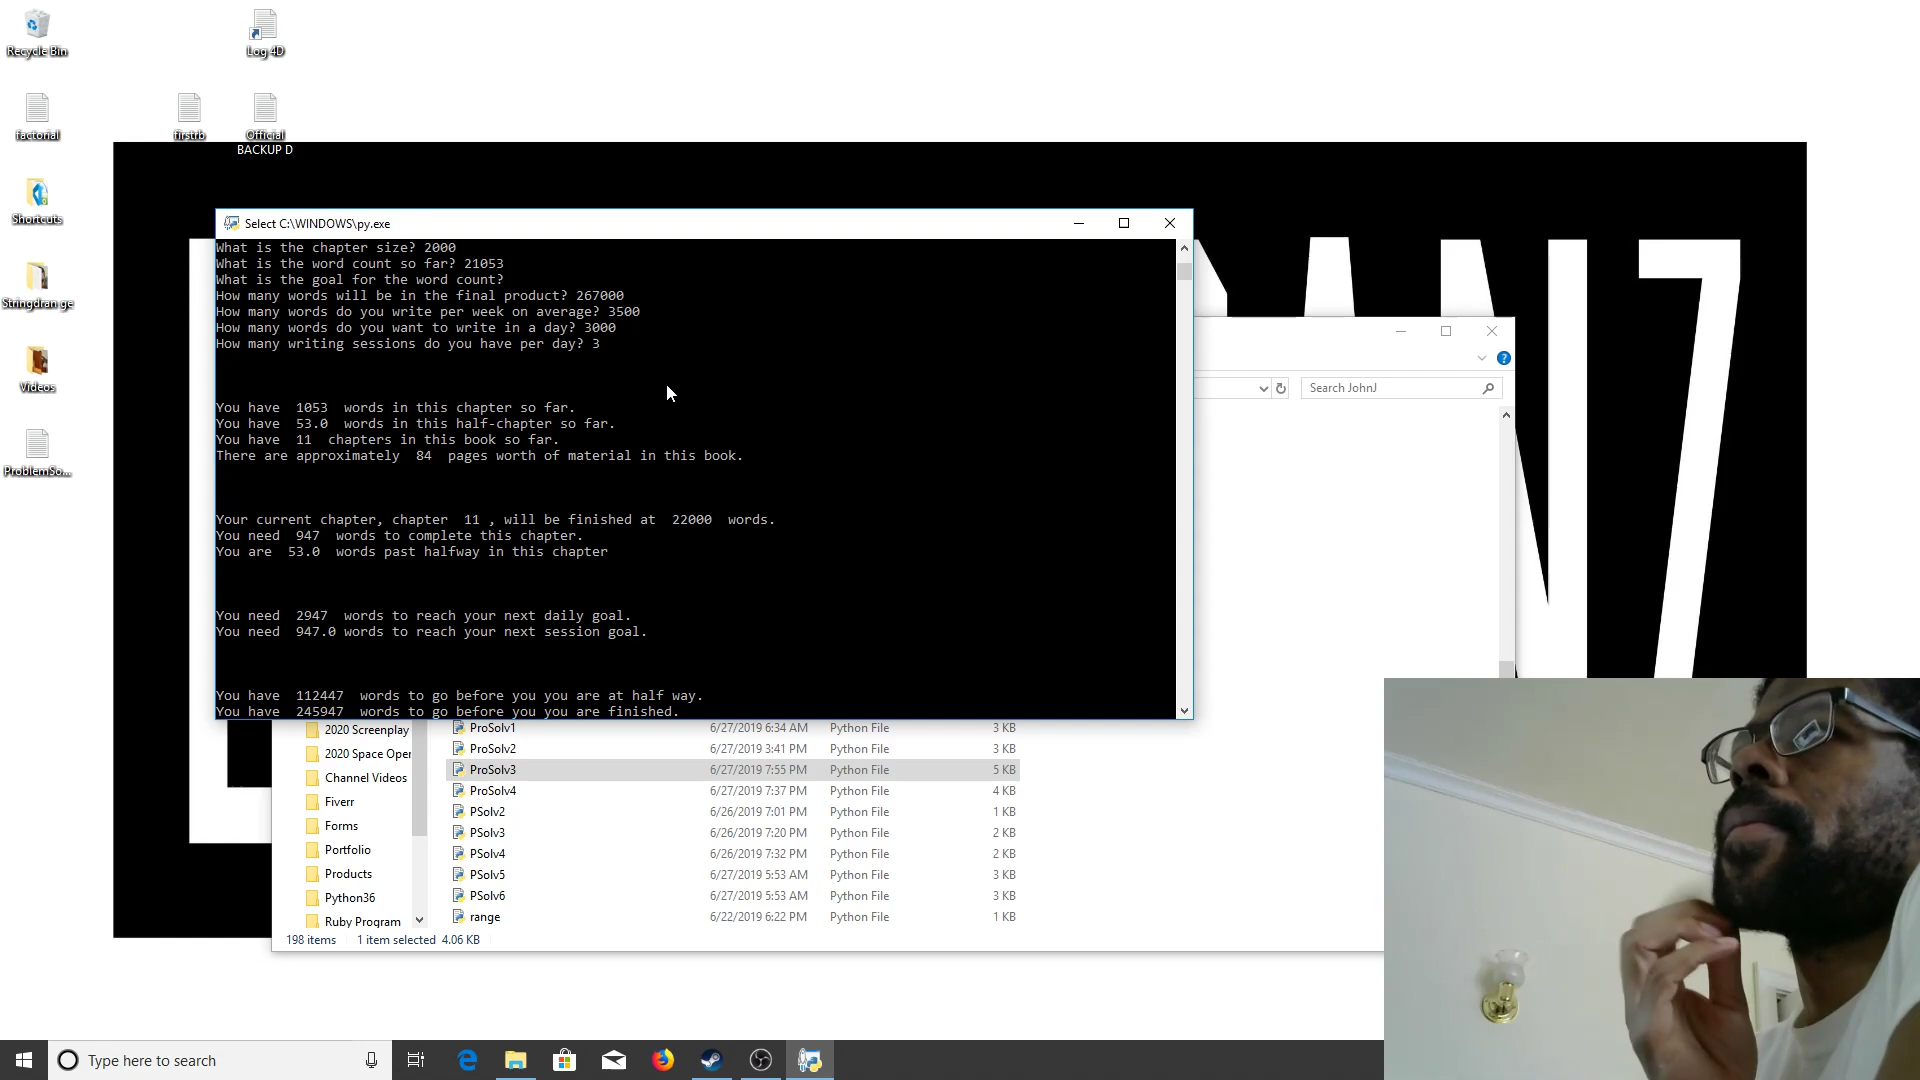 Recycle Bin
Log 4D
factorial
firstrb
Official
BACKUP D
Shortcuts
Stringdran ge
Videos
ProblemSo...
Select C:\WINDOWS\py.exe
What is the chapter size? 2000
What is the word count so far? 21053
What is the goal for the word count?
How many words will be in the final product? 267000
How many words do you write per week on average? 3500
How many words do you want to write in a day? 3000
How many writing sessions do you have per day? 3
You have  1053  words in this chapter so far.
You have  53.0  words in this half-chapter so far.
You have  11  chapters in this book so far.
There are approximately  84  pages worth of material in this book.
Your current chapter, chapter  11 , will be finished at  22000  words.
You need  947  words to complete this chapter.
You are  53.0  words past halfway in this chapter
You need  2947  words to reach your next daily goal.
You need  947.0 words to reach your next session goal.
You have  112447  words to go before you you are at half way.
You have  245947  words to go before you you are finished.
Search JohnJ
2020 Screenplay
2020 Space Oper
Channel Videos
Fiverr
Forms
Portfolio
Products
Python36
Ruby Program
ProSolv1 6/27/2019 6:34 AM Python File 3 KB
ProSolv2 6/27/2019 3:41 PM Python File 3 KB
ProSolv3 6/27/2019 7:55 PM Python File 5 KB
ProSolv4 6/27/2019 7:37 PM Python File 4 KB
PSolv2 6/26/2019 7:01 PM Python File 1 KB
PSolv3 6/26/2019 7:20 PM Python File 2 KB
PSolv4 6/26/2019 7:32 PM Python File 2 KB
PSolv5 6/27/2019 5:53 AM Python File 3 KB
PSolv6 6/27/2019 5:53 AM Python File 3 KB
range 6/22/2019 6:22 PM Python File 1 KB
198 items 1 item selected 4.06 KB
Type here to search